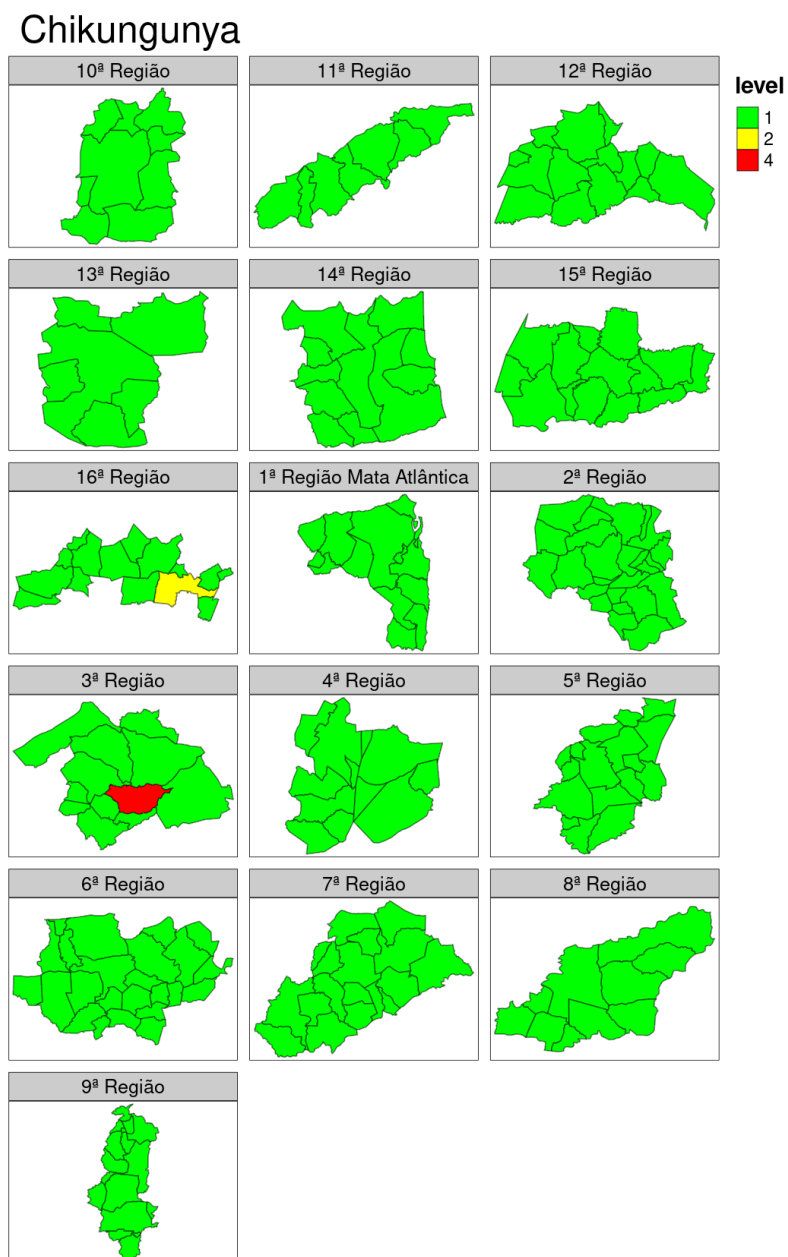 Chikungunya
10ª Região
11ª Região
12ª Região
level
1
2
4
13ª Região
14ª Região
15ª Região
16ª Região
1ª Região Mata Atlântica
2ª Região
3ª Região
4ª Região
5ª Região
6ª Região
7ª Região
8ª Região
9ª Região